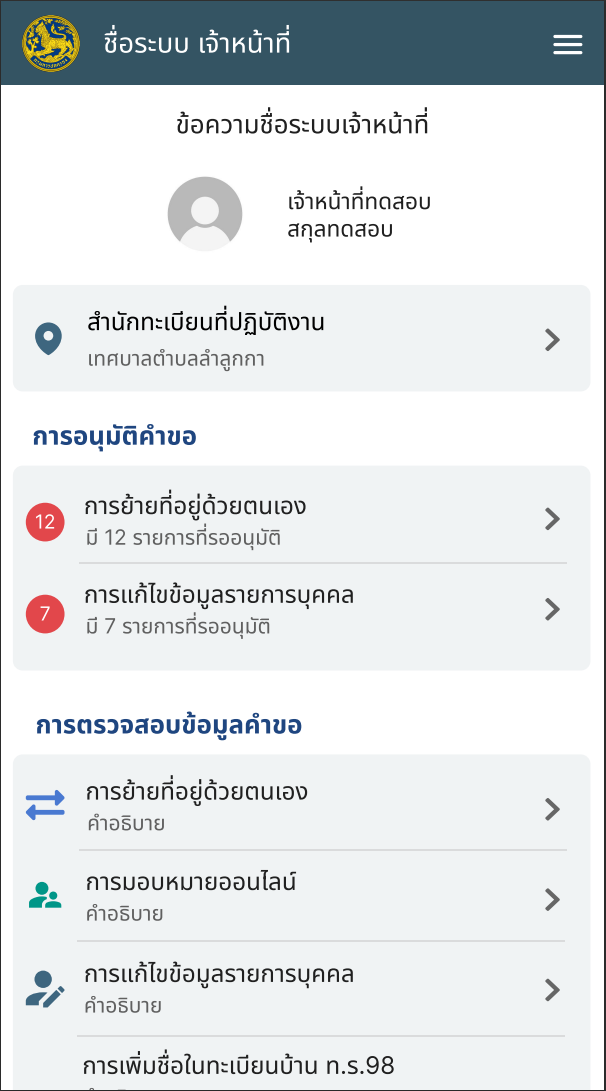 ชื่อระบบ เจ้าหน้าที่
ข้อความชื่อระบบเจ้าหน้าที่
เจ้าหน้าที่ทดสอบ
สกุลทดสอบ
สำนักทะเบียนที่ปฏิบัติงาน
เทศบาลตำบลลำลูกกา
การอนุมัติคำขอ
12
การย้ายที่อยู่ด้วยตนเอง
มี 12 รายการที่รออนุมัติ
7
การแก้ไขข้อมูลรายการบุคคล
มี 7 รายการที่รออนุมัติ
การตรวจสอบข้อมูลคำขอ
การย้ายที่อยู่ด้วยตนเอง
คำอธิบาย
การมอบหมายออนไลน์
คำอธิบาย
การแก้ไขข้อมูลรายการบุคคล
คำอธิบาย
การเพิ่มชื่อในทะเบียนบ้าน ท.ร.98